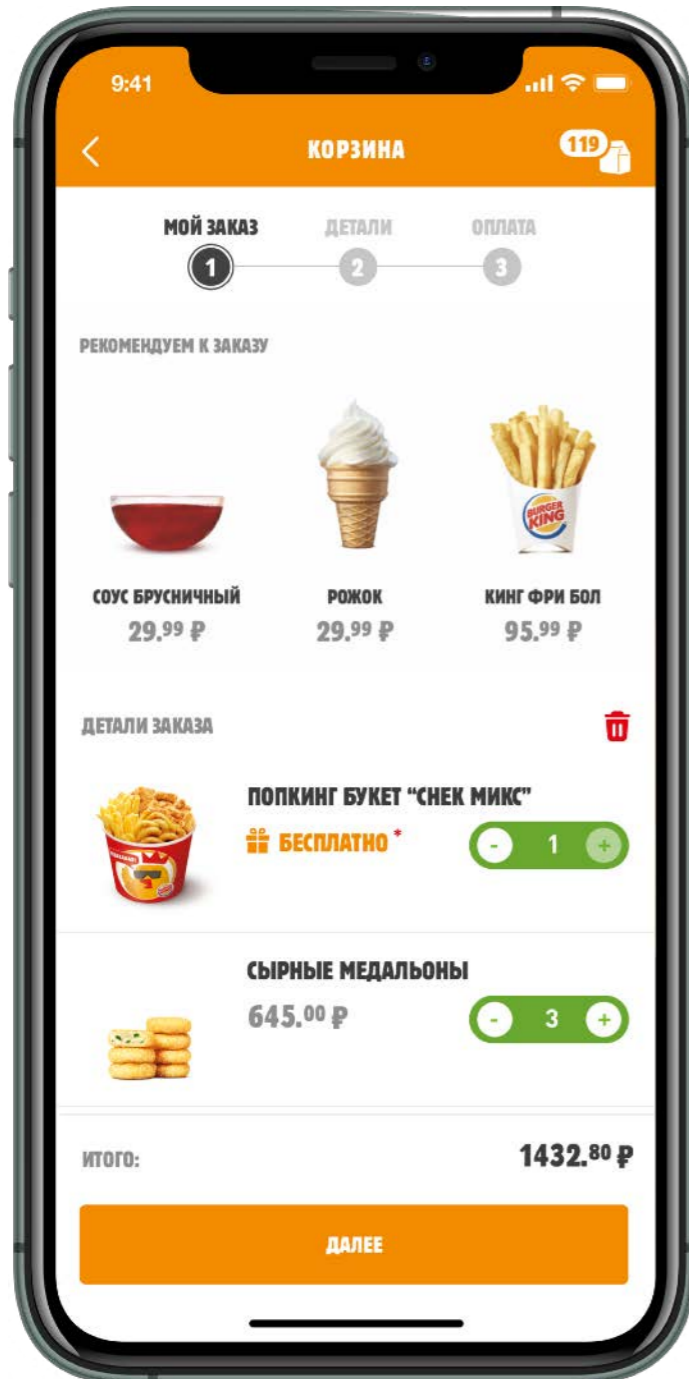 9:41
КОРЗИНА
119
МОЙ ЗАКАЗ
ДЕТАЛИ
ОПЛАТА
1
2
3
РЕКОМЕНДУЕМ К ЗАКАЗУ
BURGER
KING
СОУС БРУСНИЧНЫЙ
РОЖОК
КИНГ ФРИ БОЛ
29.99 ₽
29.99 ₽
95.99 ₽
ДЕТАЛИ ЗАКАЗА
ПОПКИНГ БУКЕТ “СНЕК МИКС”
БЕСПЛАТНО *
- 1 +
СЫРНЫЕ МЕДАЛЬОНЫ
645.00 ₽
- 3 +
ИТОГО:
1432.80 ₽
ДАЛЕЕ